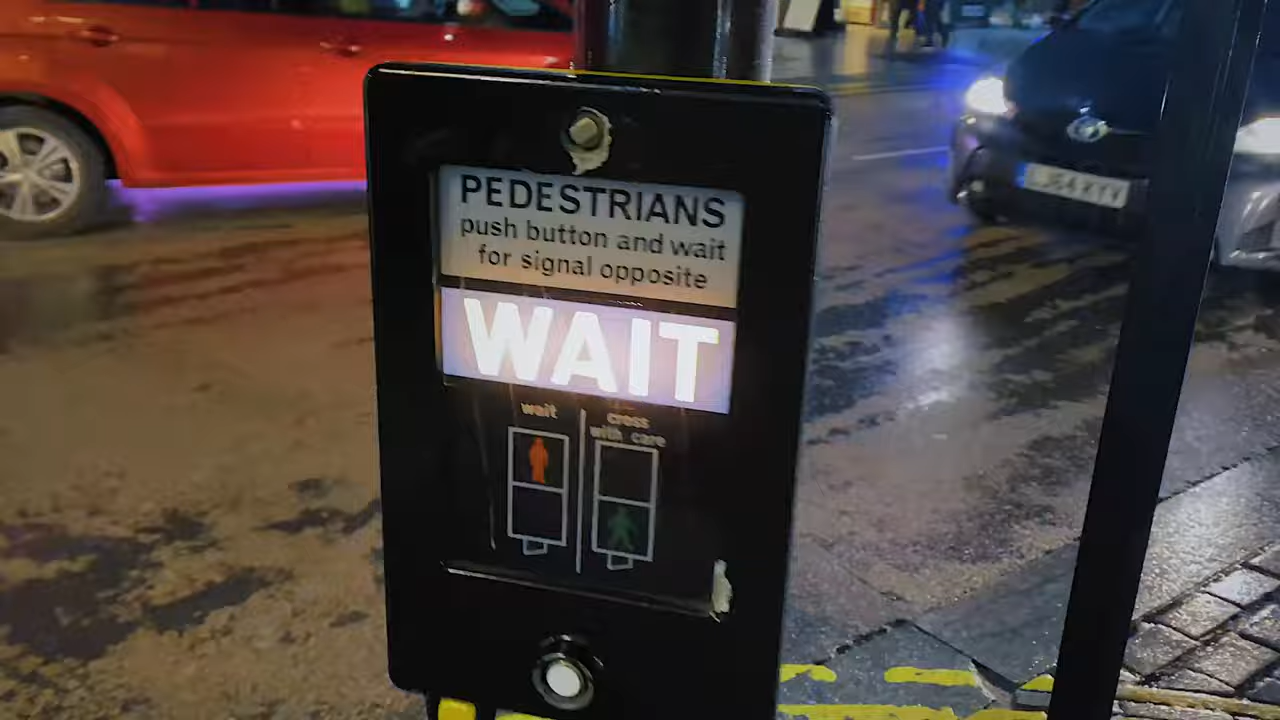 PEDESTRIANS
push button and wait
for signal opposite
WAIT
wait
cross
with care